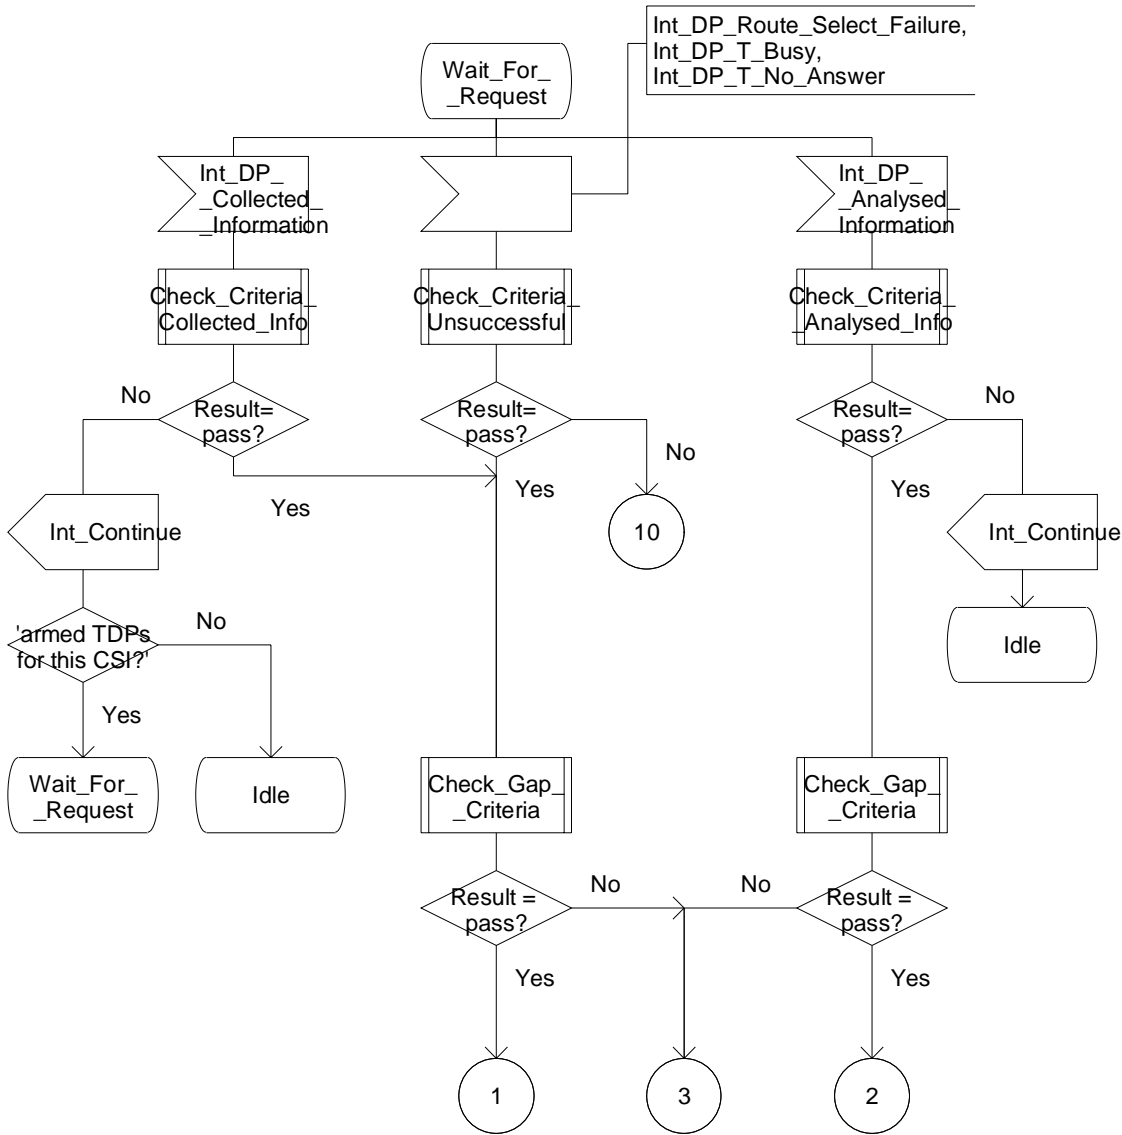 Int_DP_Route_Select_Failure,
Int_DP_T_Busy,
Int_DP_T_No_Answer
Wait_For_
_Request
Int_DP_
_Collected_
_Information
Int_DP_
_Analysed_
Information
Check_Criteria_
Collected_Info
Check_Criteria_
Unsuccessful
Check_Criteria_
_Analysed_Info
No
Result=
pass?
Result=
pass?
No
Result=
pass?
No
Yes
Yes
Yes
Int_Continue
10
Int_Continue
'armed TDPs
for this CSI?'
No
Idle
Yes
Wait_For_
_Request
Idle
Check_Gap_
_Criteria
Check_Gap_
_Criteria
Result =
pass?
No
No
Result =
pass?
Yes
Yes
1
3
2